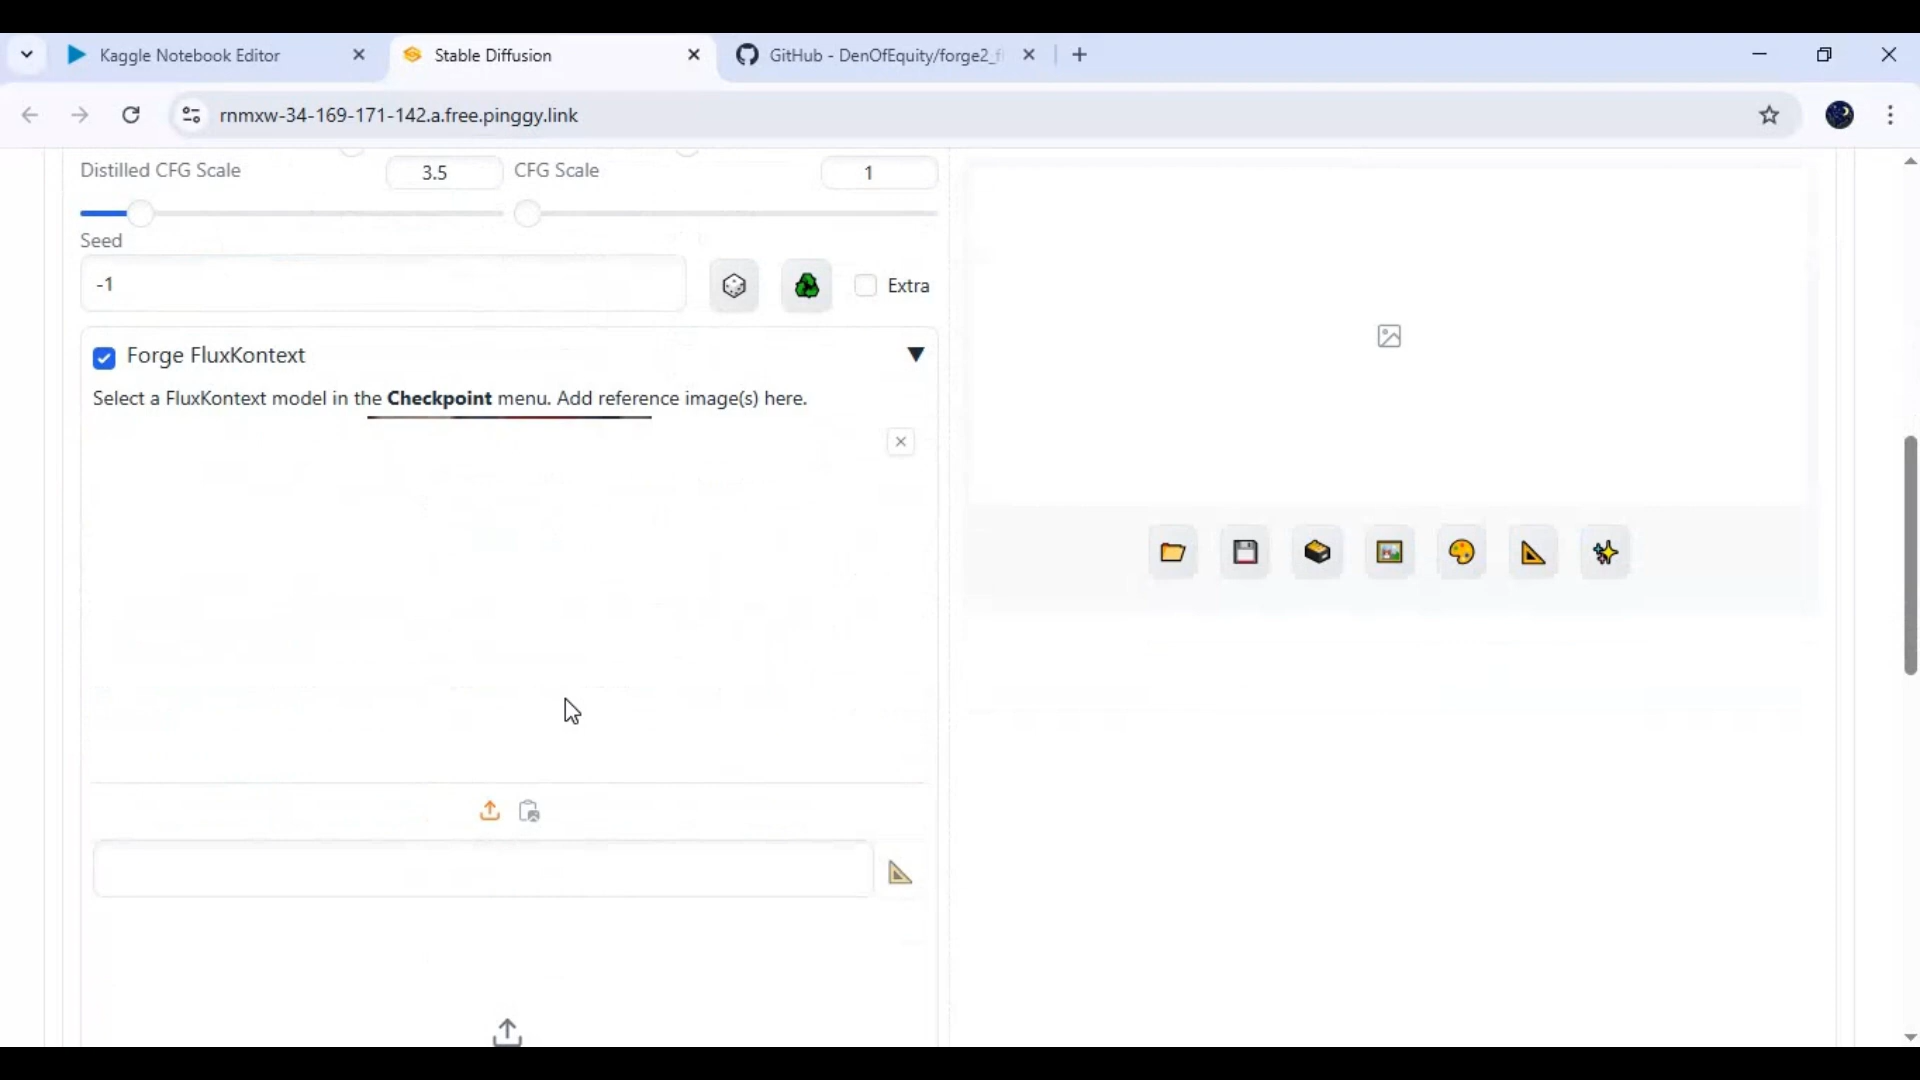 Kaggle Notebook Editor
Stable Diffusion
GitHub - DenOfEquity/forge2_f
rnmxw-34-169-171-142.a.free.pinggy.link
Distilled CFG Scale
3.5
CFG Scale
1
Seed
-1
Extra
Forge FluxKontext
Select a FluxKontext model in the Checkpoint menu. Add reference image(s) here.